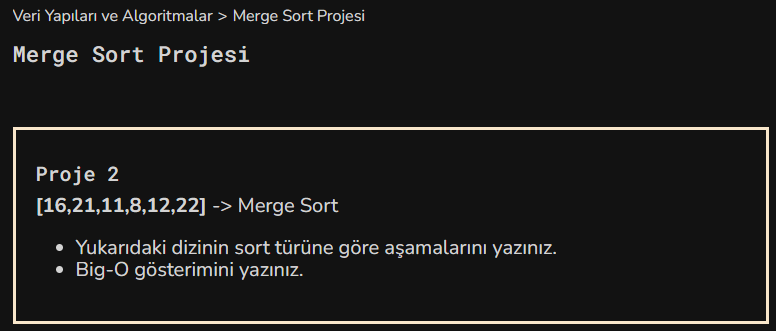 Veri Yapıları ve Algoritmalar > Merge Sort Projesi
Merge Sort Projesi
Proje 2
[16,21,11,8,12,22] -> Merge Sort
• Yukarıdaki dizinin sort türüne göre aşamalarını yazınız.
• Big-O gösterimini yazınız.